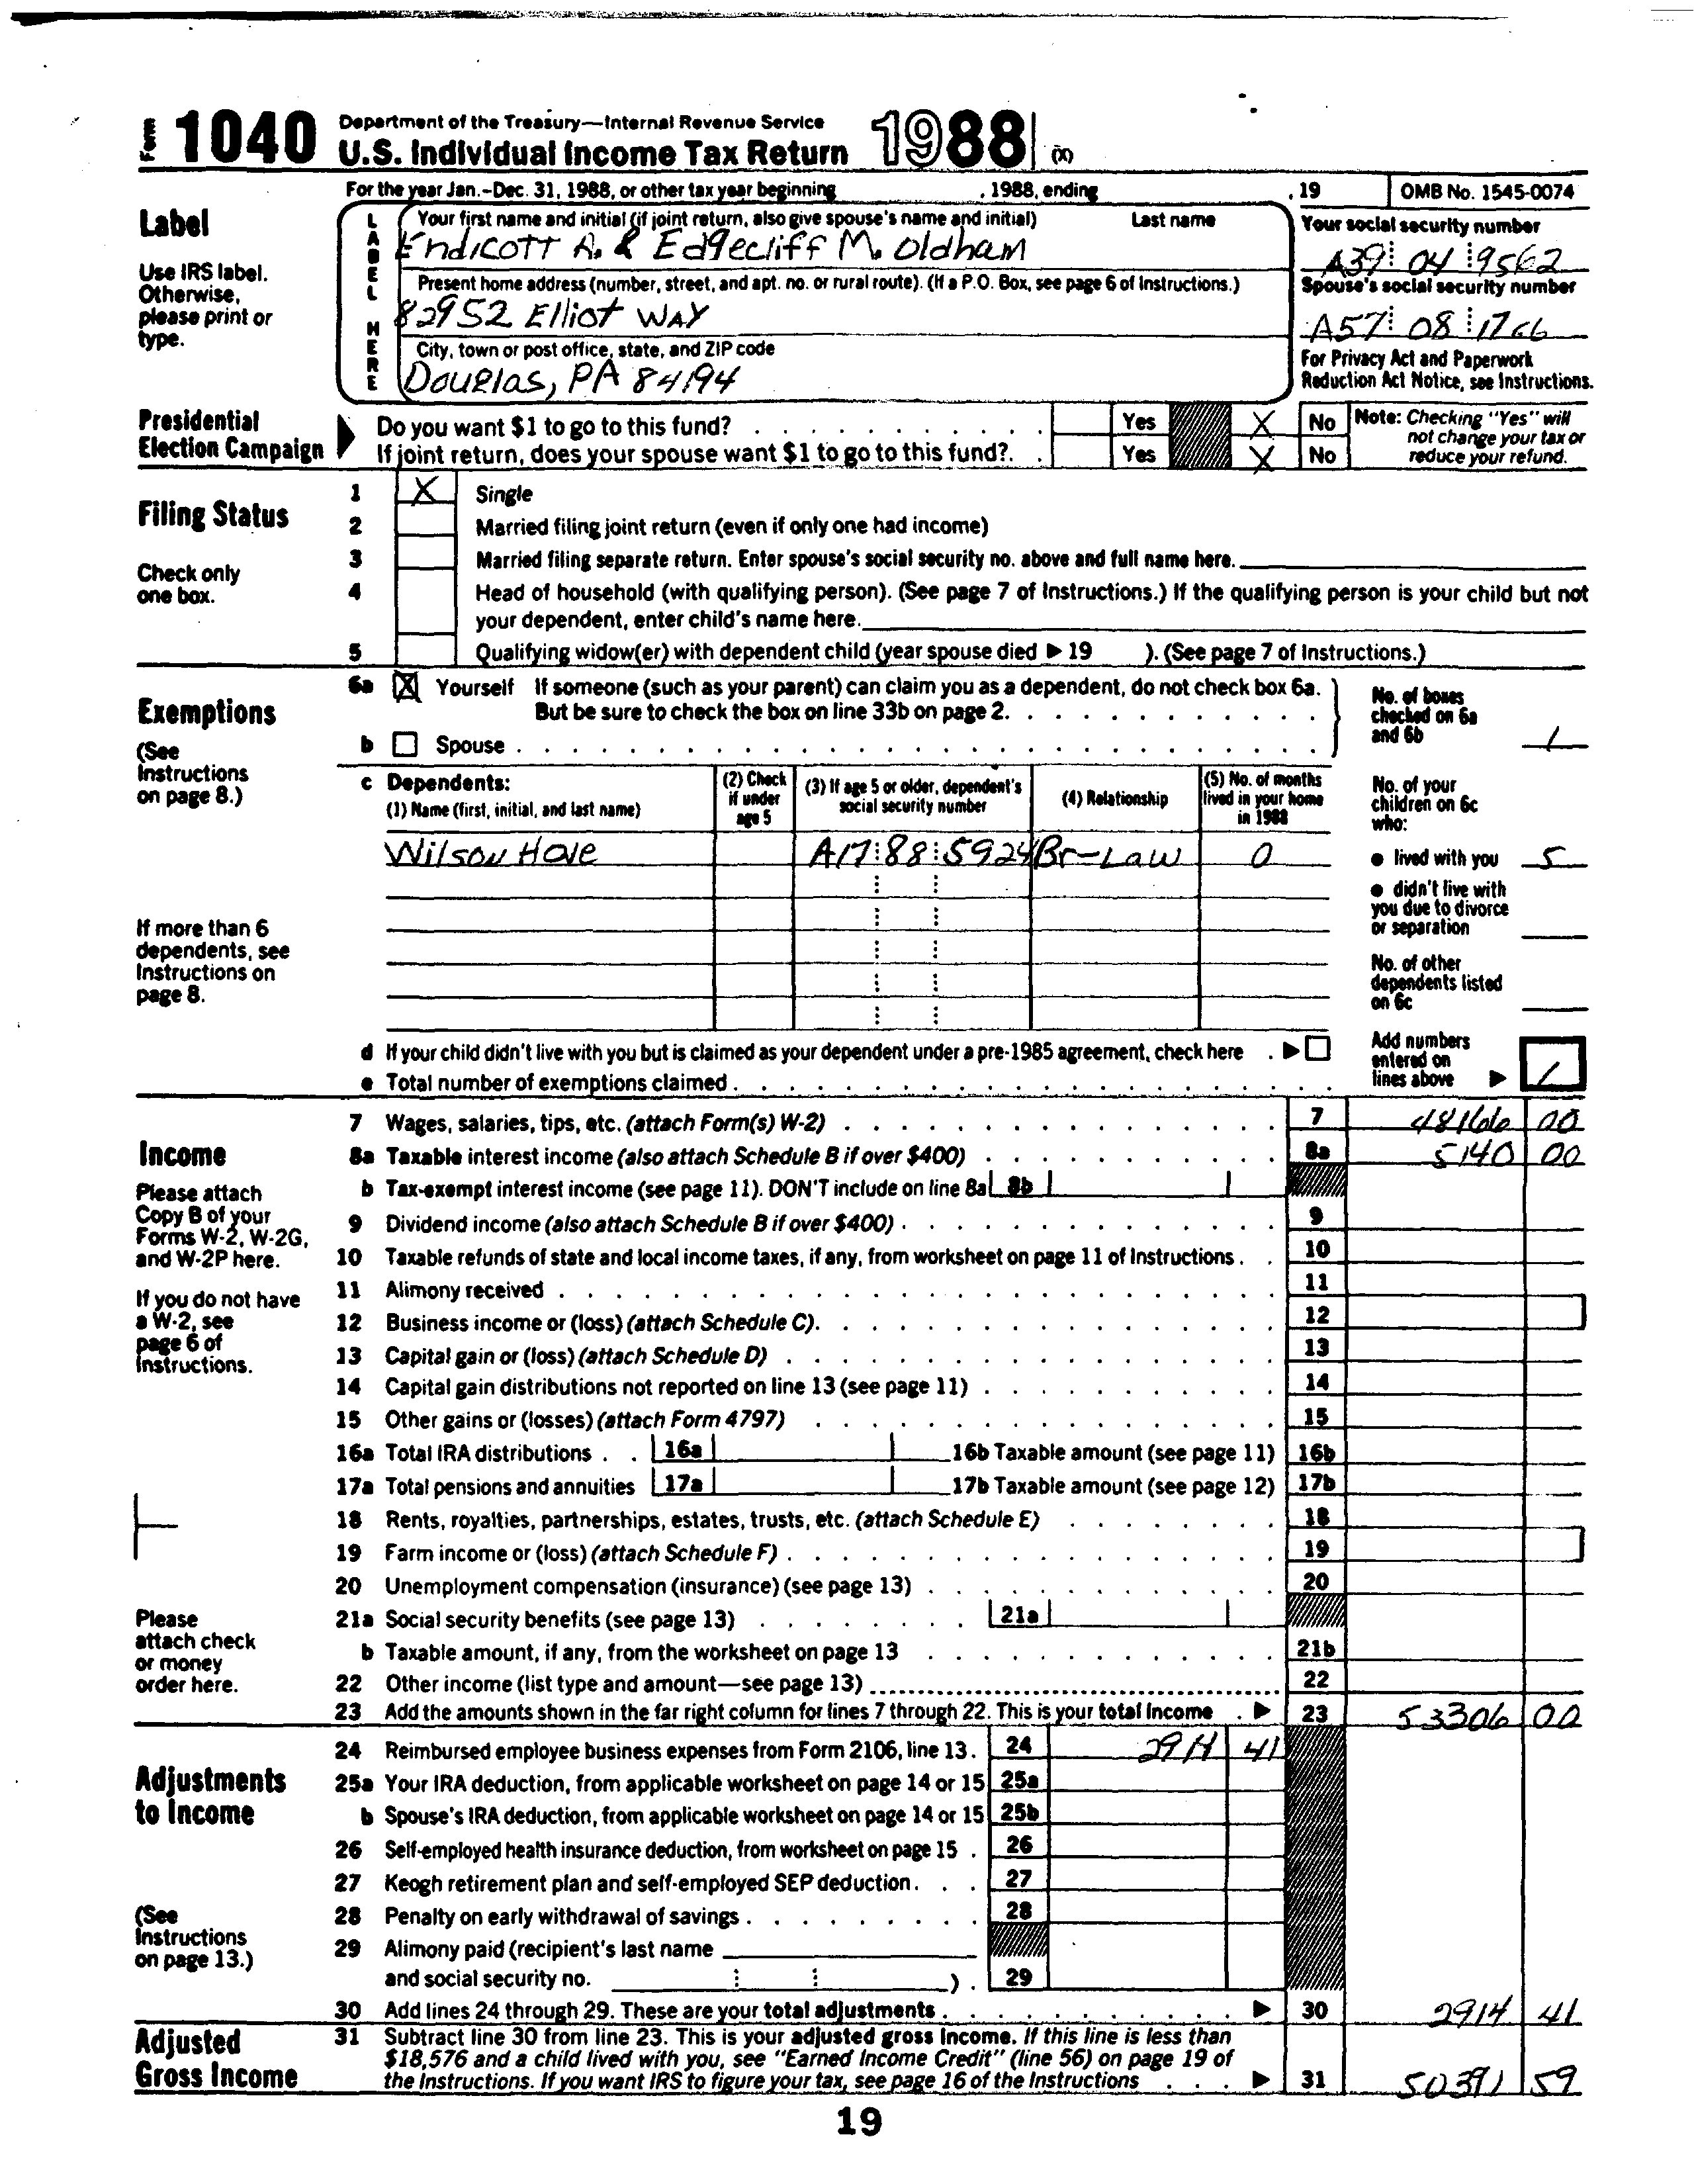 Form 1040 Department of the Treasury—Internal Revenue Service
U.S. Individual Income Tax Return 1988 (X)
For the year Jan.-Dec. 31, 1988, or other tax year beginning , 1988, ending , 19 OMB No. 1545-0074
Label
Use IRS label.
Otherwise,
please print or
type.
LABEL HERE
Your first name and initial (if joint return, also give spouse's name and initial) Last name
Endicott A. & Edgecliff M. Oldham
Present home address (number, street, and apt. no. or rural route). (If a P.O. Box, see page 6 of Instructions.)
82952 Elliot WAY
City, town or post office, state, and ZIP code
Douglas, PA 84194
Your social security number
A39 04 9562
Spouse's social security number
A57 08 1766
For Privacy Act and Paperwork
Reduction Act Notice, see Instructions.
Presidential
Election Campaign
Do you want $1 to go to this fund? Yes X No
If joint return, does your spouse want $1 to go to this fund?. Yes X No
Note: Checking "Yes" will
not change your tax or
reduce your refund.
Filing Status
Check only
one box.
1 X Single
2 Married filing joint return (even if only one had income)
3 Married filing separate return. Enter spouse's social security no. above and full name here.
4 Head of household (with qualifying person). (See page 7 of Instructions.) If the qualifying person is your child but not
your dependent, enter child's name here.
5 Qualifying widow(er) with dependent child (year spouse died ▶ 19 ). (See page 7 of Instructions.)
Exemptions
(See
Instructions
on page 8.)
If more than 6
dependents, see
Instructions on
page 8.
6a X Yourself If someone (such as your parent) can claim you as a dependent, do not check box 6a.
But be sure to check the box on line 33b on page 2.
b Spouse
No. of boxes
checked on 6a
and 6b 1
c Dependents:
(1) Name (first, initial, and last name)
(2) Check
if under
age 5
(3) If age 5 or older, dependent's
social security number
(4) Relationship
(5) No. of months
lived in your home
in 1988
Wilson Hove A17 88 5924 Br-Law 0
No. of your
children on 6c
who:
● lived with you 5
● didn't live with
you due to divorce
or separation
No. of other
dependents listed
on 6c
d If your child didn't live with you but is claimed as your dependent under a pre-1985 agreement, check here ▶
e Total number of exemptions claimed
Add numbers
entered on
lines above ▶ 1
Income
Please attach
Copy B of your
Forms W-2, W-2G,
and W-2P here.
If you do not have
a W-2, see
page 6 of
Instructions.
Please
attach check
or money
order here.
7 Wages, salaries, tips, etc. (attach Form(s) W-2) 7 48166 00
8a Taxable interest income (also attach Schedule B if over $400) 8a 5140 00
b Tax-exempt interest income (see page 11). DON'T include on line 8a 8b
9 Dividend income (also attach Schedule B if over $400) 9
10 Taxable refunds of state and local income taxes, if any, from worksheet on page 11 of Instructions 10
11 Alimony received 11
12 Business income or (loss) (attach Schedule C). 12
13 Capital gain or (loss) (attach Schedule D) 13
14 Capital gain distributions not reported on line 13 (see page 11) 14
15 Other gains or (losses) (attach Form 4797) 15
16a Total IRA distributions 16a 16b Taxable amount (see page 11) 16b
17a Total pensions and annuities 17a 17b Taxable amount (see page 12) 17b
18 Rents, royalties, partnerships, estates, trusts, etc. (attach Schedule E) 18
19 Farm income or (loss) (attach Schedule F) 19
20 Unemployment compensation (insurance) (see page 13) 20
21a Social security benefits (see page 13) 21a
b Taxable amount, if any, from the worksheet on page 13 21b
22 Other income (list type and amount—see page 13) 22
23 Add the amounts shown in the far right column for lines 7 through 22. This is your total income ▶ 23 53306 00
Adjustments
to Income
(See
Instructions
on page 13.)
24 Reimbursed employee business expenses from Form 2106, line 13. 24 2914 41
25a Your IRA deduction, from applicable worksheet on page 14 or 15 25a
b Spouse's IRA deduction, from applicable worksheet on page 14 or 15 25b
26 Self-employed health insurance deduction, from worksheet on page 15 26
27 Keogh retirement plan and self-employed SEP deduction 27
28 Penalty on early withdrawal of savings 28
29 Alimony paid (recipient's last name
and social security no. ) 29
30 Add lines 24 through 29. These are your total adjustments ▶ 30 2914 41
Adjusted
Gross Income
31 Subtract line 30 from line 23. This is your adjusted gross income. If this line is less than
$18,576 and a child lived with you, see "Earned Income Credit" (line 56) on page 19 of
the Instructions. If you want IRS to figure your tax, see page 16 of the Instructions ▶ 31 50391 59
19